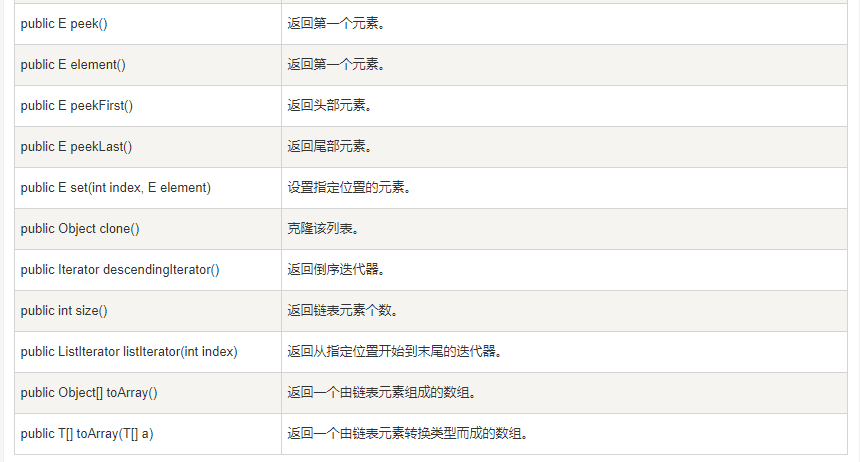 public E peek() 返回第一个元素。
public E element() 返回第一个元素。
public E peekFirst() 返回头部元素。
public E peekLast() 返回尾部元素。
public E set(int index, E element) 设置指定位置的元素。
public Object clone() 克隆该列表。
public Iterator descendingIterator() 返回倒序迭代器。
public int size() 返回链表元素个数。
public ListIterator listIterator(int index) 返回从指定位置开始到末尾的迭代器。
public Object[] toArray() 返回一个由链表元素组成的数组。
public T[] toArray(T[] a) 返回一个由链表元素转换类型而成的数组。